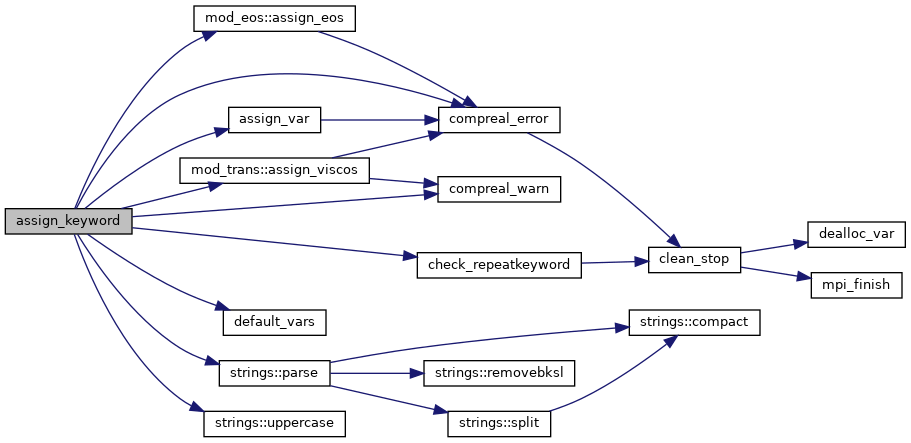 mod_eos::assign_eos
assign_var
compreal_error
mod_trans::assign_viscos
compreal_warn
assign_keyword
check_repeatkeyword
clean_stop
dealloc_var
mpi_finish
default_vars
strings::compact
strings::parse
strings::removebksl
strings::uppercase
strings::split